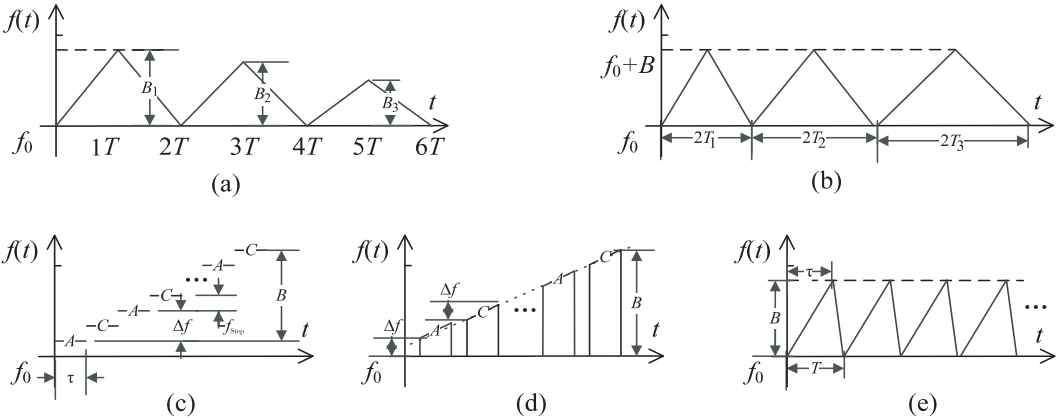 f(t)
B₁
B₂
B₃
t
f₀
1T 2T 3T 4T 5T 6T
(a)
f(t)
f₀+B
t
f₀
2T₁ 2T₂ 2T₃
(b)
f(t)
C
A
C
A
C
A
•••
B
Δf
f_Step
t
f₀
τ
(c)
f(t)
C
A
•••
Δf
C
Δf
A
B
t
f₀
(d)
f(t)
τ
B
•••
t
f₀
T
(e)